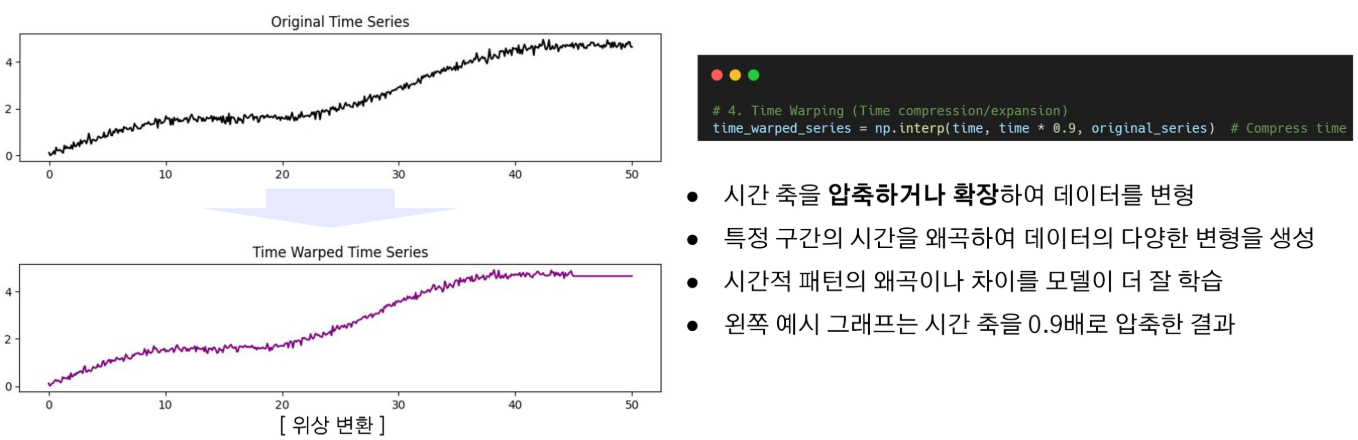 Original Time Series
4
2
0
0 10 20 30 40 50
Time Warped Time Series
4
2
0
0 10 20 30 40 50
[ 위상 변환 ]
# 4. Time Warping (Time compression/expansion)
time_warped_series = np.interp(time, time * 0.9, original_series)  # Compress time
● 시간 축을 압축하거나 확장하여 데이터를 변형
● 특정 구간의 시간을 왜곡하여 데이터의 다양한 변형을 생성
● 시간적 패턴의 왜곡이나 차이를 모델이 더 잘 학습
● 왼쪽 예시 그래프는 시간 축을 0.9배로 압축한 결과